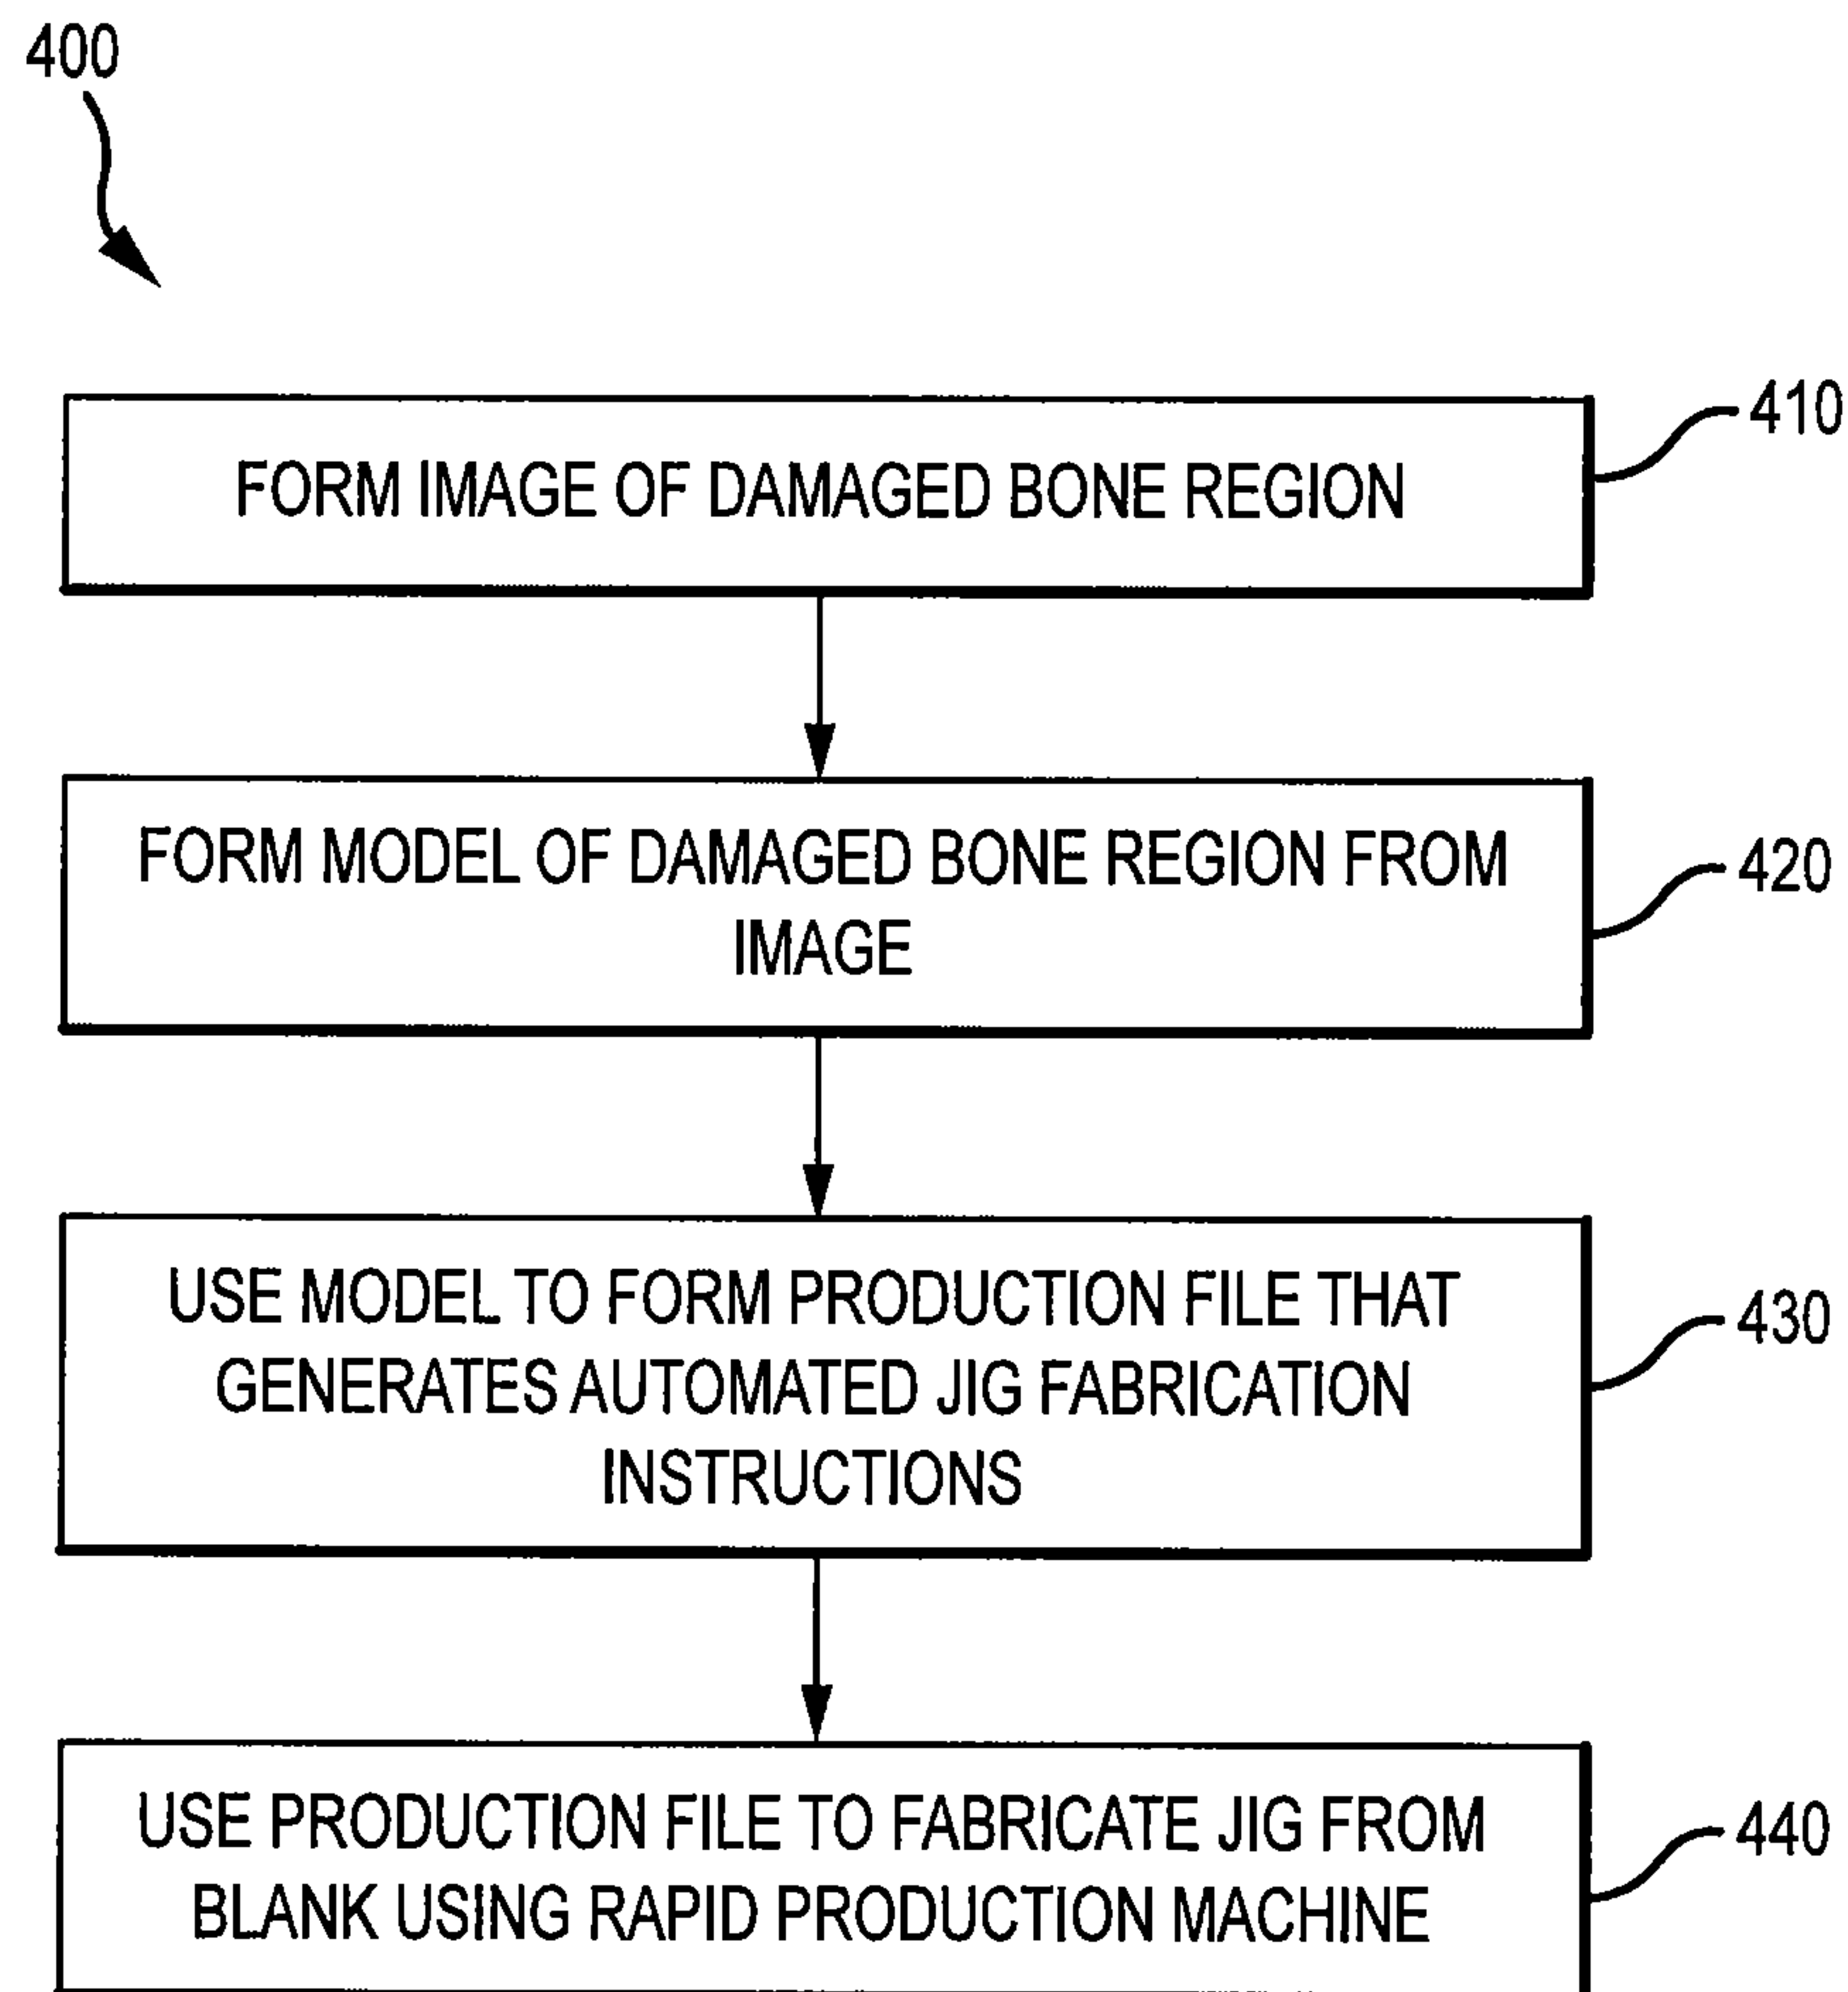 400
410
FORM IMAGE OF DAMAGED BONE REGION
420
FORM MODEL OF DAMAGED BONE REGION FROM
IMAGE
430
USE MODEL TO FORM PRODUCTION FILE THAT
GENERATES AUTOMATED JIG FABRICATION
INSTRUCTIONS
440
USE PRODUCTION FILE TO FABRICATE JIG FROM
BLANK USING RAPID PRODUCTION MACHINE